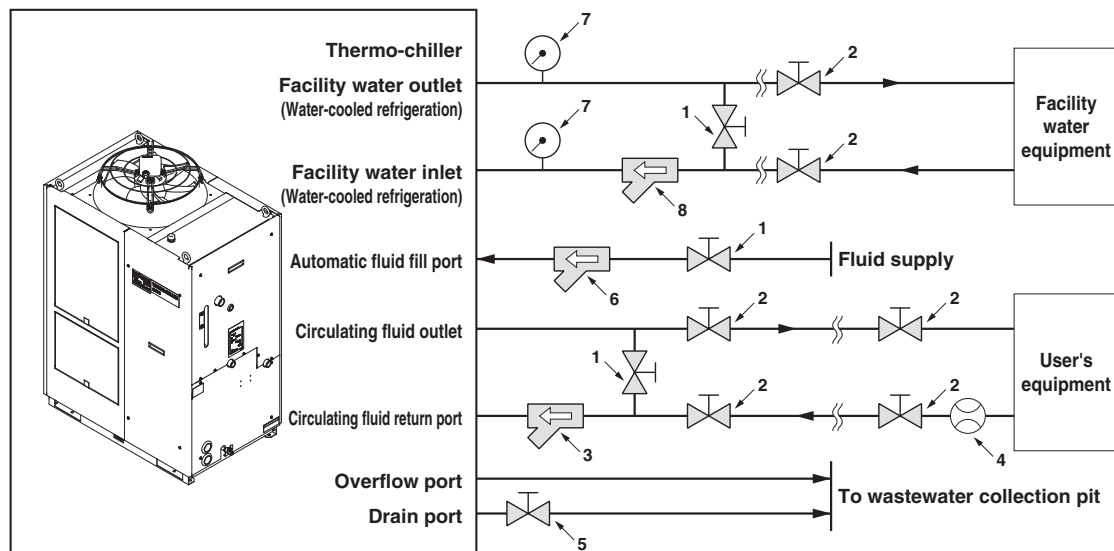 7
Thermo-chiller
2
Facility water outlet
(Water-cooled refrigeration)
1
7
Facility
water
equipment
2
Facility water inlet
(Water-cooled refrigeration)
8
1
Automatic fluid fill port
Fluid supply
6
2
2
Circulating fluid outlet
1
User's
equipment
2
2
Circulating fluid return port
3
4
Overflow port
To wastewater collection pit
Drain port
5